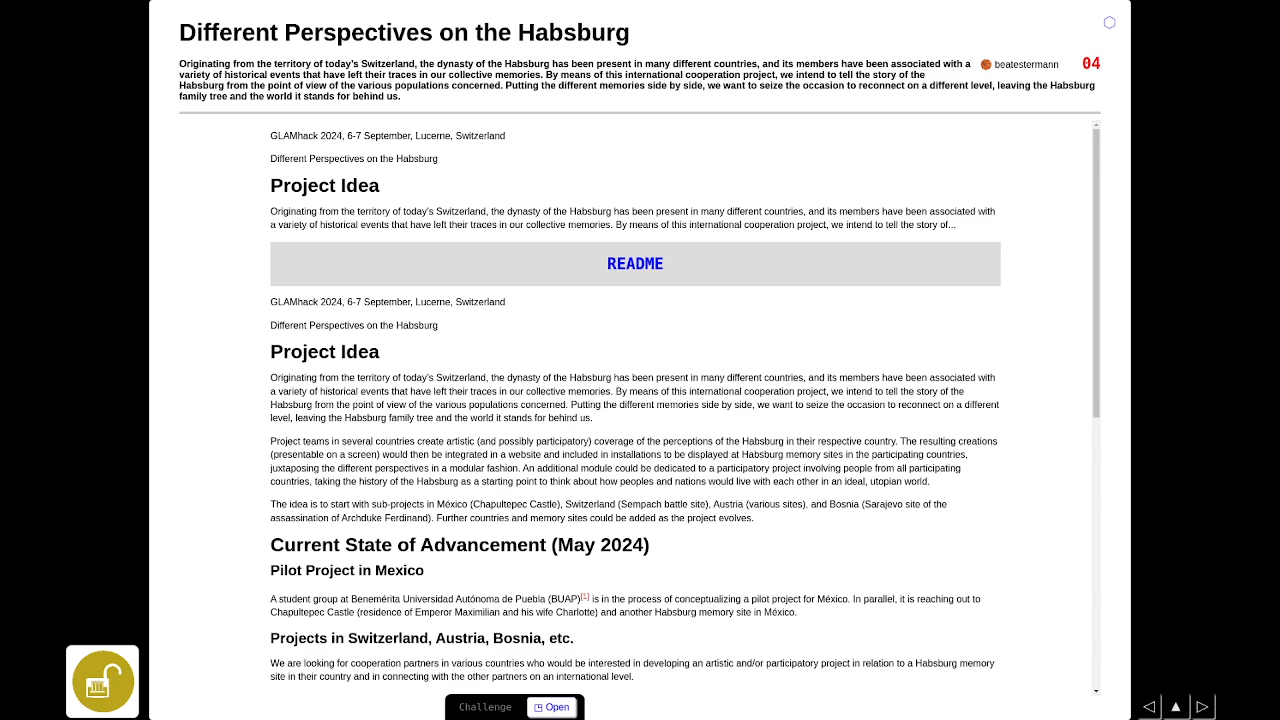 Different Perspectives on the Habsburg
⬡
Originating from the territory of today's Switzerland, the dynasty of the Habsburg has been present in many different countries, and its members have been associated with a
variety of historical events that have left their traces in our collective memories. By means of this international cooperation project, we intend to tell the story of the
Habsburg from the point of view of the various populations concerned. Putting the different memories side by side, we want to seize the occasion to reconnect on a different level, leaving the Habsburg
family tree and the world it stands for behind us.
🏀 beatestermann
04
GLAMhack 2024, 6-7 September, Lucerne, Switzerland
Different Perspectives on the Habsburg
Project Idea
Originating from the territory of today's Switzerland, the dynasty of the Habsburg has been present in many different countries, and its members have been associated with
a variety of historical events that have left their traces in our collective memories. By means of this international cooperation project, we intend to tell the story of...
README
GLAMhack 2024, 6-7 September, Lucerne, Switzerland
Different Perspectives on the Habsburg
Project Idea
Originating from the territory of today's Switzerland, the dynasty of the Habsburg has been present in many different countries, and its members have been associated with
a variety of historical events that have left their traces in our collective memories. By means of this international cooperation project, we intend to tell the story of the
Habsburg from the point of view of the various populations concerned. Putting the different memories side by side, we want to seize the occasion to reconnect on a different
level, leaving the Habsburg family tree and the world it stands for behind us.
Project teams in several countries create artistic (and possibly participatory) coverage of the perceptions of the Habsburg in their respective country. The resulting creations
(presentable on a screen) would then be integrated in a website and included in installations to be displayed at Habsburg memory sites in the participating countries,
juxtaposing the different perspectives in a modular fashion. An additional module could be dedicated to a participatory project involving people from all participating
countries, taking the history of the Habsburg as a starting point to think about how peoples and nations would live with each other in an ideal, utopian world.
The idea is to start with sub-projects in México (Chapultepec Castle), Switzerland (Sempach battle site), Austria (various sites), and Bosnia (Sarajevo site of the
assassination of Archduke Ferdinand). Further countries and memory sites could be added as the project evolves.
Current State of Advancement (May 2024)
Pilot Project in Mexico
A student group at Benemérita Universidad Autónoma de Puebla (BUAP)[1] is in the process of conceptualizing a pilot project for México. In parallel, it is reaching out to
Chapultepec Castle (residence of Emperor Maximilian and his wife Charlotte) and another Habsburg memory site in México.
Projects in Switzerland, Austria, Bosnia, etc.
We are looking for cooperation partners in various countries who would be interested in developing an artistic and/or participatory project in relation to a Habsburg memory
site in their country and in connecting with the other partners on an international level.
Challenge
◳ Open
◁ ▲ ▷